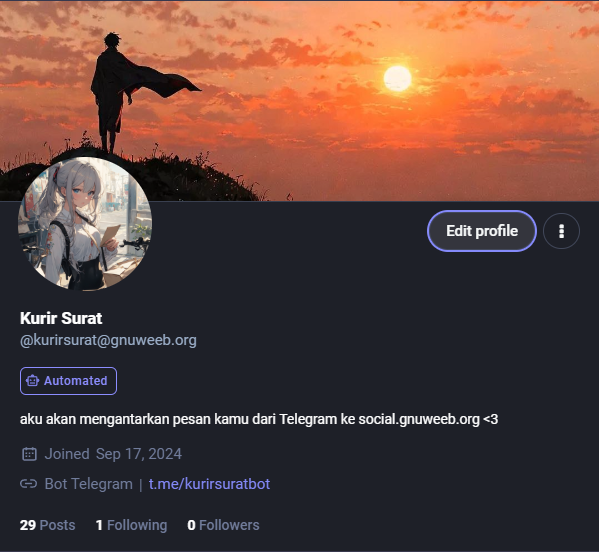 Edit profile
Kurir Surat
@kurirsurat@gnuweeb.org
Automated
aku akan mengantarkan pesan kamu dari Telegram ke social.gnuweeb.org <3
Joined Sep 17, 2024
Bot Telegram | t.me/kurirsuratbot
29 Posts 1 Following 0 Followers